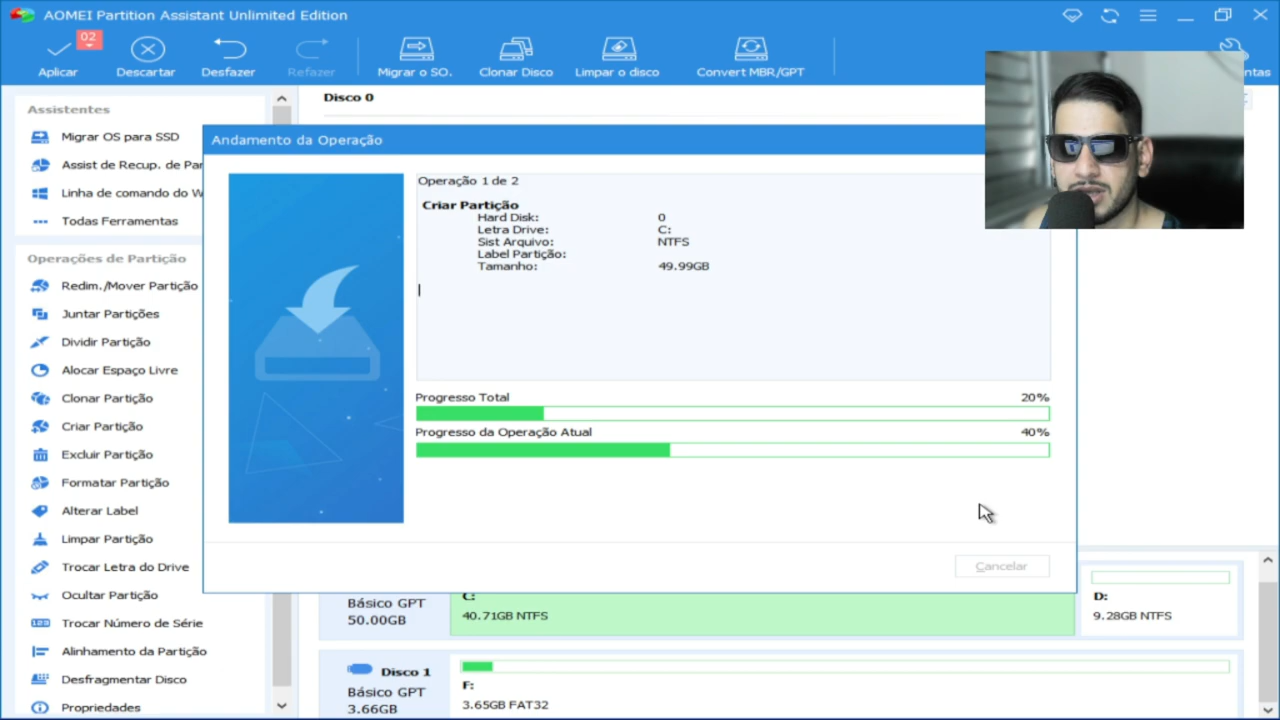 AOMEI Partition Assistant Unlimited Edition
02
Aplicar
Descartar
Desfazer
Refazer
Migrar o SO.
Clonar Disco
Limpar o disco
Convert MBR/GPT
Assistentes
Migrar OS para SSD
Assist de Recup. de Par
Linha de comando do W
Todas Ferramentas
Operações de Partição
Redim./Mover Partição
Juntar Partições
Dividir Partição
Alocar Espaço Livre
Clonar Partição
Criar Partição
Excluir Partição
Formatar Partição
Alterar Label
Limpar Partição
Trocar Letra do Drive
Ocultar Partição
Trocar Número de Série
Alinhamento da Partição
Desfragmentar Disco
Propriedades
Disco 0
Andamento da Operação
Operação 1 de 2
Criar Partição
Hard Disk: 0
Letra Drive: C:
Sist Arquivo: NTFS
Label Partição:
Tamanho: 49.99GB
Progresso Total 20%
Progresso da Operação Atual 40%
Cancelar
Básico GPT
50.00GB
C:
40.71GB NTFS
D:
9.28GB NTFS
Disco 1
Básico GPT
3.66GB
F:
3.65GB FAT32